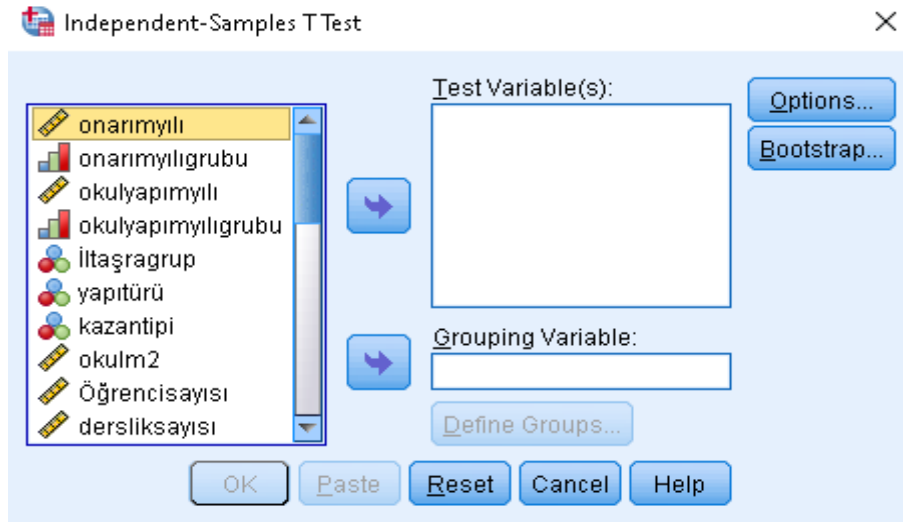 Independent-Samples T Test
Test Variable(s):
Options...
Bootstrap...
onarımyılı
onarımyılıgrubu
okulyapımyılı
okulyapımyılıgrubu
İltaşragrup
yapıtürü
kazantipi
okulm2
Öğrencisayısı
dersliksayısı
Grouping Variable:
Define Groups...
OK Paste Reset Cancel Help